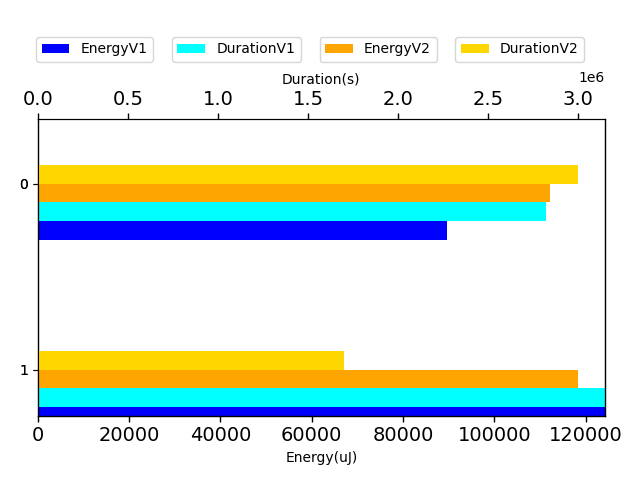 EnergyV1 DurationV1 EnergyV2 DurationV2
Duration(s)
1e6
0.0 0.5 1.0 1.5 2.0 2.5 3.0
0
1
0 20000 40000 60000 80000 100000 120000
Energy(uJ)